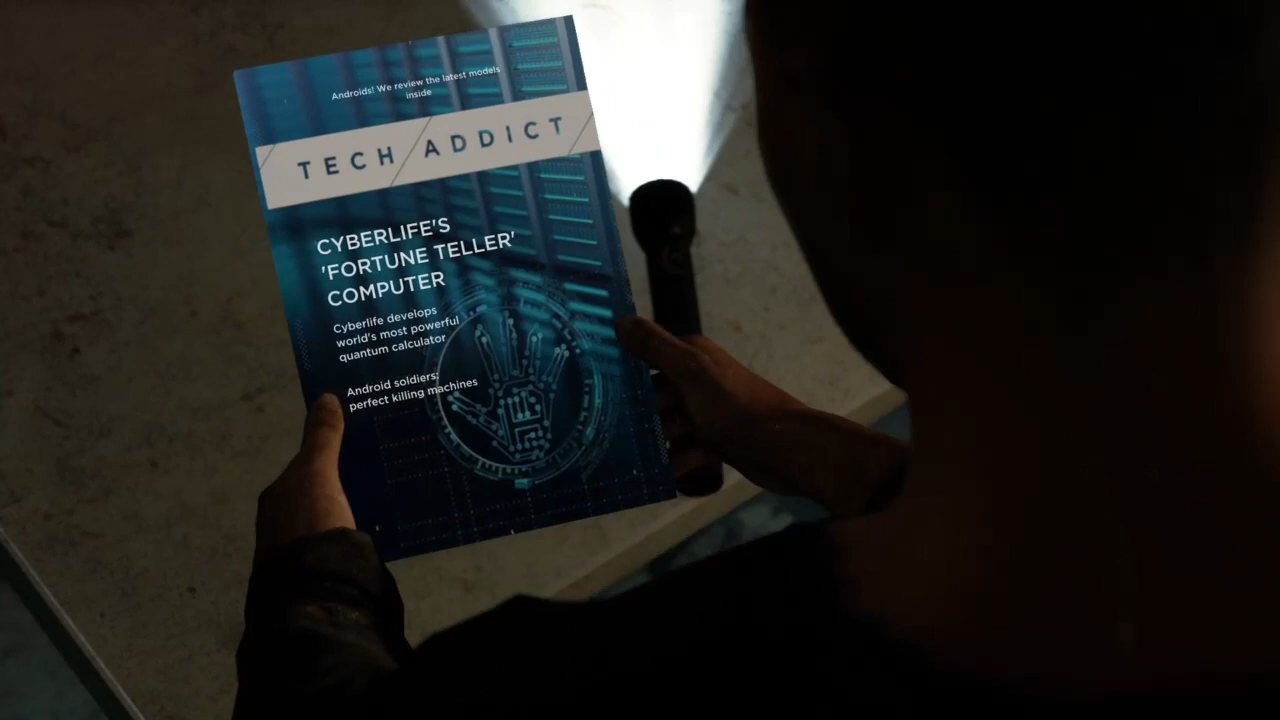 Androids! We review the latest models
inside
TECH ADDICT
CYBERLIFE'S
'FORTUNE TELLER'
COMPUTER
Cyberlife develops
world's most powerful
quantum calculator
Android soldiers:
perfect killing machines